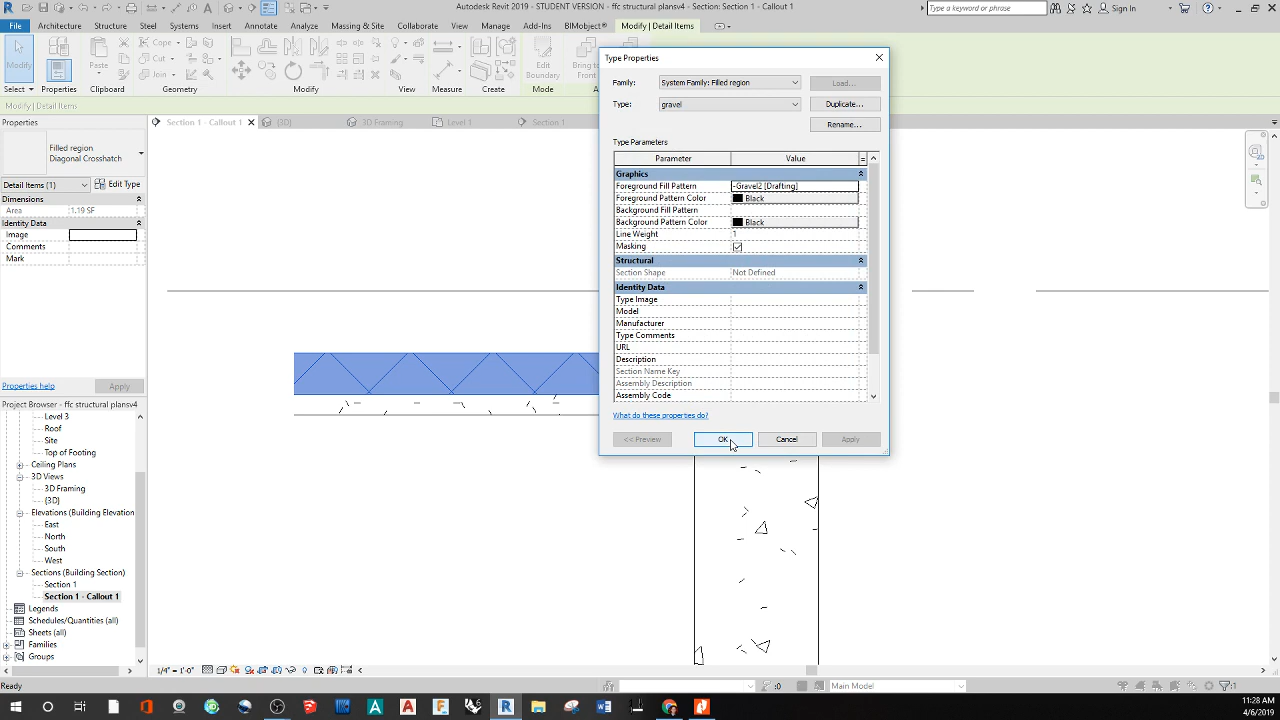 Autodesk Revit 2019 - STUDENT VERSION - ffc structural plansv4 - Section: Section 1 - Callout 1
Type a keyword or phrase
Sign In
File Architecture Structure Steel Systems Insert Annotate Analyze Massing & Site Collaborate View Manage Add-Ins BIMobject® Modify | Detail Items
Modify
Properties
Paste
Cope
Cut
Join
Edit
Boundary
Bring to
Front
Select Properties Clipboard Geometry Modify View Measure Create Mode
Modify | Detail Items
Properties
Section 1 - Callout 1
{3D}
3D Framing
Level 1
Section 1
Filled region
Diagonal Crosshatch
Detail Items (1)
Edit Type
Dimensions
Area 1.19 SF
Identity Data
Image
Comments
Mark
Properties help
Apply
Project Browser - ffc structural plansv4
Level 3
Roof
Site
Top of Footing
Ceiling Plans
3D Views
3D Framing
{3D}
Elevations (Building Elevation
East
North
South
West
Sections (Building Section)
Section 1
Section 1 - Callout 1
Legends
Schedules/Quantities (all)
Sheets (all)
Families
Groups
Type Properties
Family: System Family: Filled region
Load...
Type: gravel
Duplicate...
Rename...
Type Parameters
Parameter Value =
Graphics
Foreground Fill Pattern -Gravel2 [Drafting]
Foreground Pattern Color Black
Background Fill Pattern
Background Pattern Color Black
Line Weight 1
Masking
Structural
Section Shape Not Defined
Identity Data
Type Image
Model
Manufacturer
Type Comments
URL
Description
Section Name Key
Assembly Description
Assembly Code
What do these properties do?
<< Preview OK Cancel Apply
1/4" = 1'-0"
Ready
:0
Main Model
:1
11:28 AM
4/6/2019